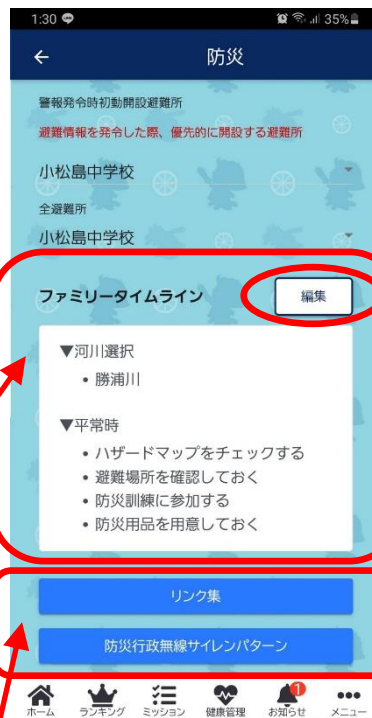 1:30 35%
防災
警報発令時初動開設避難所
避難情報を発令した際、優先的に開設する避難所
小松島中学校
全避難所
小松島中学校
ファミリータイムライン 編集
▼河川選択
• 勝浦川
▼平常時
• ハザードマップをチェックする
• 避難場所を確認しておく
• 防災訓練に参加する
• 防災用品を用意しておく
リンク集
防災行政無線サイレンパターン
1
ホーム ランキング ミッション 健康管理 お知らせ メニュー